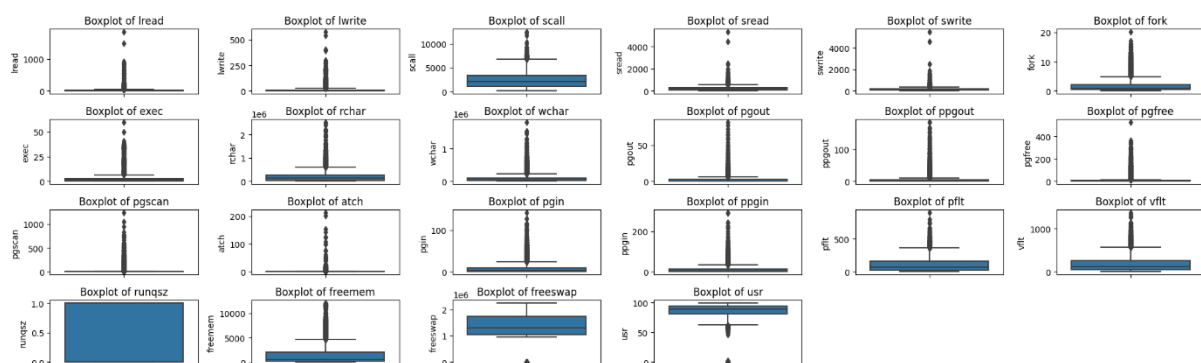 Boxplot of lread
Boxplot of lwrite
Boxplot of scall
Boxplot of sread
Boxplot of swrite
Boxplot of fork
lread
1000
0
lwrite
500
250
0
scall
10000
5000
0
sread
4000
2000
0
swrite
4000
2000
0
fork
20
10
0
Boxplot of exec
Boxplot of rchar
Boxplot of wchar
Boxplot of pgout
Boxplot of ppgout
Boxplot of pgfree
exec
50
25
0
1e6
rchar
2
1
0
1e6
wchar
1
0
pgout
50
0
ppgout
100
0
pgfree
400
200
0
Boxplot of pgscan
Boxplot of atch
Boxplot of pgin
Boxplot of ppgin
Boxplot of pflt
Boxplot of vflt
pgscan
1000
500
0
atch
200
100
0
pgin
100
0
ppgin
200
0
pflt
500
0
vflt
1000
0
Boxplot of runqsz
Boxplot of freemem
Boxplot of freeswap
Boxplot of usr
runqsz
1.0
0.5
0.0
freemem
10000
5000
0
1e6
freeswap
2
1
0
usr
100
50
0